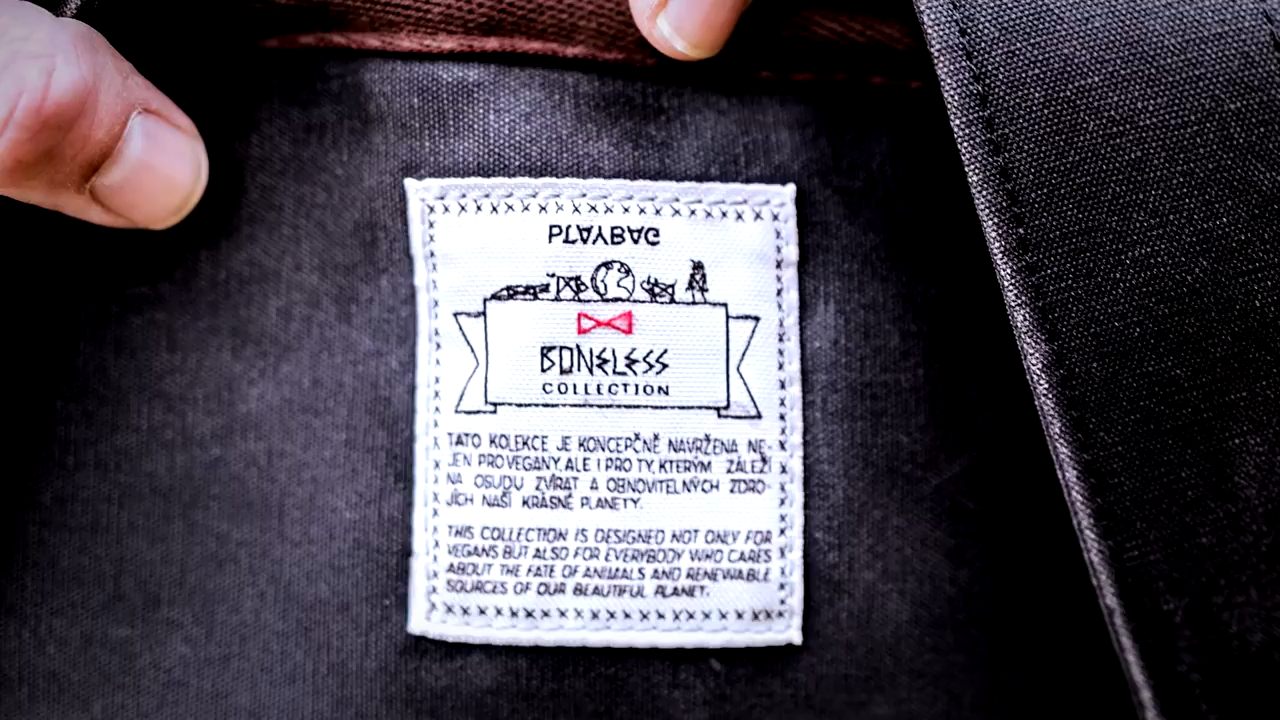 PLAYBAG
BONELESS
COLLECTION
TATO KOLEKCE JE KONCEPČNĚ NAVRŽENA NE-
JEN PRO VEGANY, ALE I PRO TY, KTERÝM ZÁLEŽÍ
NA OSUDU ZVÍŘAT A OBNOVITELNÝCH ZDRO-
JÍCH NAŠÍ KRÁSNÉ PLANETY.
THIS COLLECTION IS DESIGNED NOT ONLY FOR
VEGANS BUT ALSO FOR EVERYBODY WHO CARES
ABOUT THE FATE OF ANIMALS AND RENEWABLE
SOURCES OF OUR BEAUTIFUL PLANET.